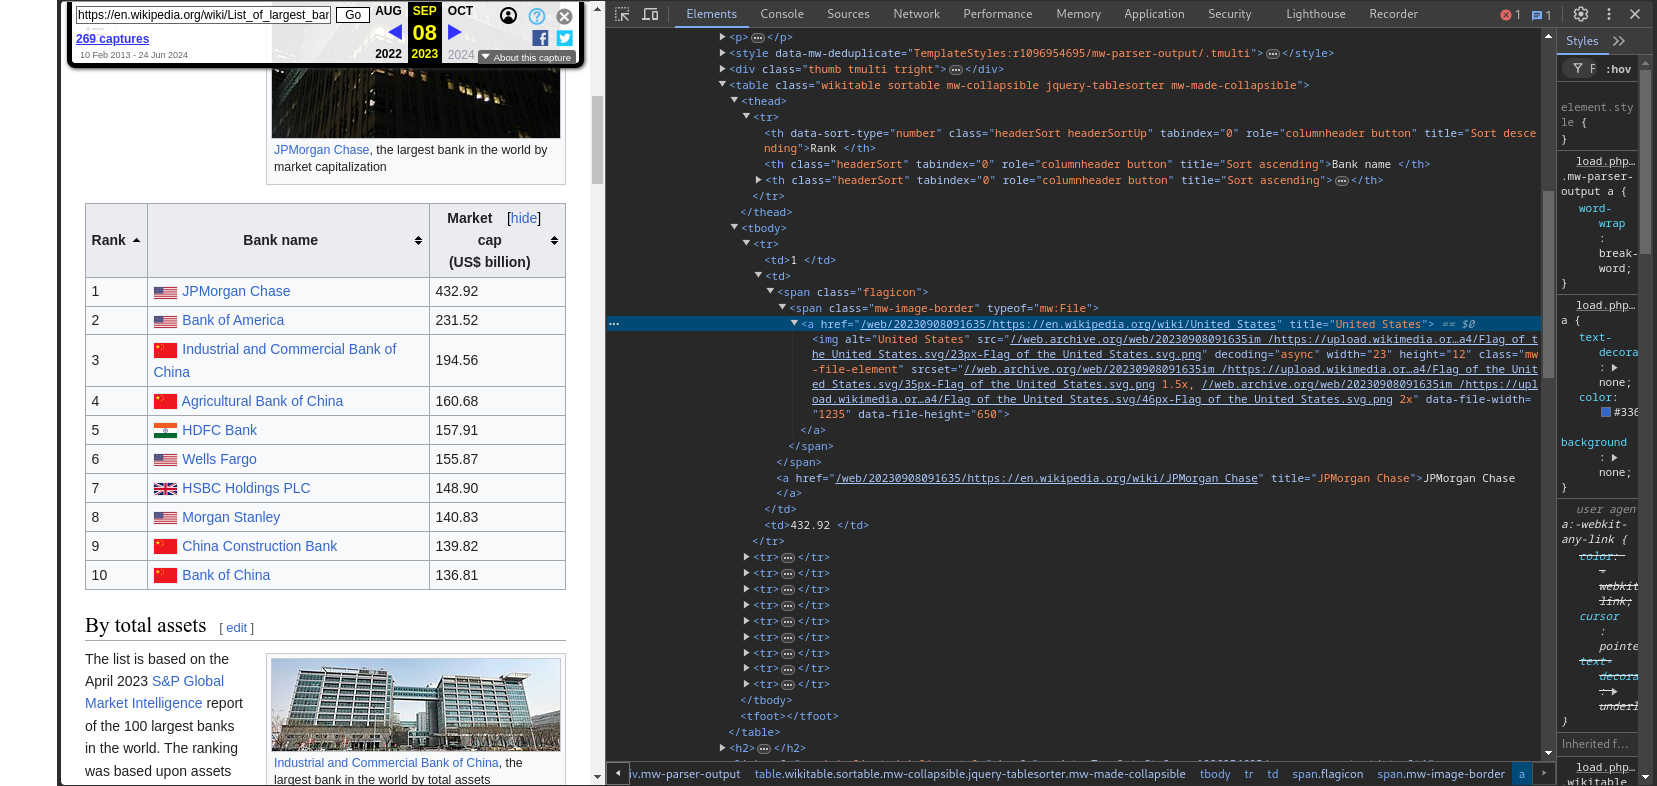 https://en.wikipedia.org/wiki/List_of_largest_bar
Go
AUG
SEP
OCT
08
2022
2023
2024
269 captures
10 Feb 2013 - 24 Jun 2024
About this capture
JPMorgan Chase, the largest bank in the world by
market capitalization
Rank
Bank name
Market [hide]
cap
(US$ billion)
1 JPMorgan Chase 432.92
2 Bank of America 231.52
3 Industrial and Commercial Bank of
China 194.56
4 Agricultural Bank of China 160.68
5 HDFC Bank 157.91
6 Wells Fargo 155.87
7 HSBC Holdings PLC 148.90
8 Morgan Stanley 140.83
9 China Construction Bank 139.82
10 Bank of China 136.81
By total assets [ edit ]
The list is based on the
April 2023 S&P Global
Market Intelligence report
of the 100 largest banks
in the world. The ranking
was based upon assets
Industrial and Commercial Bank of China, the
largest bank in the world by total assets
Elements Console Sources Network Performance Memory Application Security Lighthouse Recorder
1 1
<p>…</p>
<style data-mw-deduplicate="TemplateStyles:r1096954695/mw-parser-output/.tmulti">…</style>
<div class="thumb tmulti tright">…</div>
<table class="wikitable sortable mw-collapsible jquery-tablesorter mw-made-collapsible">
<thead>
<tr>
<th data-sort-type="number" class="headerSort headerSortUp" tabindex="0" role="columnheader button" title="Sort desce
nding">Rank </th>
<th class="headerSort" tabindex="0" role="columnheader button" title="Sort ascending">Bank name </th>
<th class="headerSort" tabindex="0" role="columnheader button" title="Sort ascending">…</th>
</tr>
</thead>
<tbody>
<tr>
<td>1 </td>
<td>
<span class="flagicon">
<span class="mw-image-border" typeof="mw:File">
<a href="/web/20230908091635/https://en.wikipedia.org/wiki/United_States" title="United States"> == $0
<img alt="United States" src="//web.archive.org/web/20230908091635im_/https://upload.wikimedia.or…a4/Flag_of_t
he_United_States.svg/23px-Flag_of_the_United_States.svg.png" decoding="async" width="23" height="12" class="mw
-file-element" srcset="//web.archive.org/web/20230908091635im_/https://upload.wikimedia.or…a4/Flag_of_the_Unit
ed_States.svg/35px-Flag_of_the_United_States.svg.png 1.5x, //web.archive.org/web/20230908091635im_/https://upl
oad.wikimedia.or…a4/Flag_of_the_United_States.svg/46px-Flag_of_the_United_States.svg.png 2x" data-file-width=
"1235" data-file-height="650">
</a>
</span>
</span>
<a href="/web/20230908091635/https://en.wikipedia.org/wiki/JPMorgan_Chase" title="JPMorgan Chase">JPMorgan Chase
</a>
</td>
<td>432.92 </td>
</tr>
<tr>…</tr>
<tr>…</tr>
<tr>…</tr>
<tr>…</tr>
<tr>…</tr>
<tr>…</tr>
<tr>…</tr>
<tr>…</tr>
<tr>…</tr>
</tbody>
<tfoot></tfoot>
</table>
<h2>…</h2>
iv.mw-parser-output table.wikitable.sortable.mw-collapsible.jquery-tablesorter.mw-made-collapsible tbody tr td span.flagicon span.mw-image-border a
Styles
F :hov
element.sty
le {
}
load.php…
.mw-parser-
output a {
word-
wrap
:
break-
word;
}
load.php…
a {
text-
decora
:
none;
color:
#336
background
:
none;
}
user agen
a:-webkit-
any-link {
color:
-
webkit
link;
cursor
:
pointe
text-
decora
:
underl
}
Inherited f…
load.php…
.wikitable